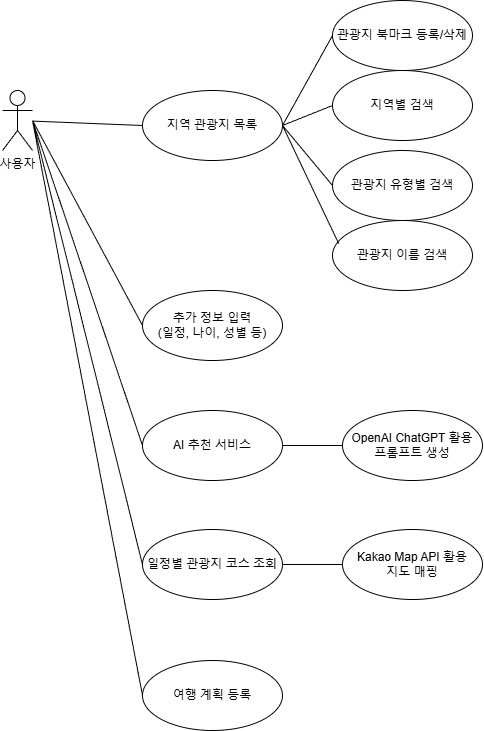 관광지 북마크 등록/삭제
지역별 검색
사용자
지역 관광지 목록
관광지 유형별 검색
관광지 이름 검색
추가 정보 입력
(일정, 나이, 성별 등)
AI 추천 서비스
OpenAI ChatGPT 활용
프롬프트 생성
일정별 관광지 코스 조회
Kakao Map API 활용
지도 매핑
여행 계획 등록